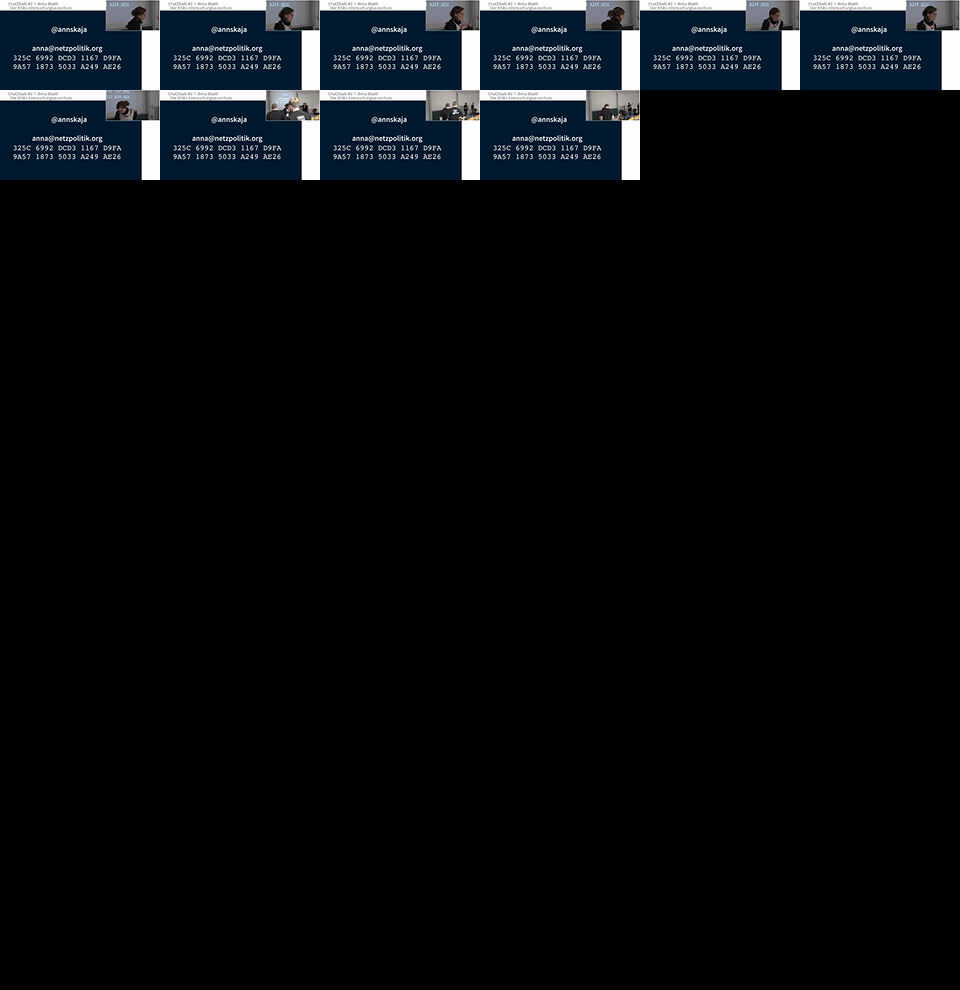 @annskaja
anna@netzpolitik.org
325C 6992 DCD3 1167 D9FA
9A57 1873 5033 A249 AE26
@annskaja
anna@netzpolitik.org
325C 6992 DCD3 1167 D9FA
9A57 1873 5033 A249 AE26
@annskaja
anna@netzpolitik.org
325C 6992 DCD3 1167 D9FA
9A57 1873 5033 A249 AE26
@annskaja
anna@netzpolitik.org
325C 6992 DCD3 1167 D9FA
9A57 1873 5033 A249 AE26
@annskaja
anna@netzpolitik.org
325C 6992 DCD3 1167 D9FA
9A57 1873 5033 A249 AE26
@annskaja
anna@netzpolitik.org
325C 6992 DCD3 1167 D9FA
9A57 1873 5033 A249 AE26
@annskaja
anna@netzpolitik.org
325C 6992 DCD3 1167 D9FA
9A57 1873 5033 A249 AE26
@annskaja
anna@netzpolitik.org
325C 6992 DCD3 1167 D9FA
9A57 1873 5033 A249 AE26
@annskaja
anna@netzpolitik.org
325C 6992 DCD3 1167 D9FA
9A57 1873 5033 A249 AE26
@annskaja
anna@netzpolitik.org
325C 6992 DCD3 1167 D9FA
9A57 1873 5033 A249 AE26